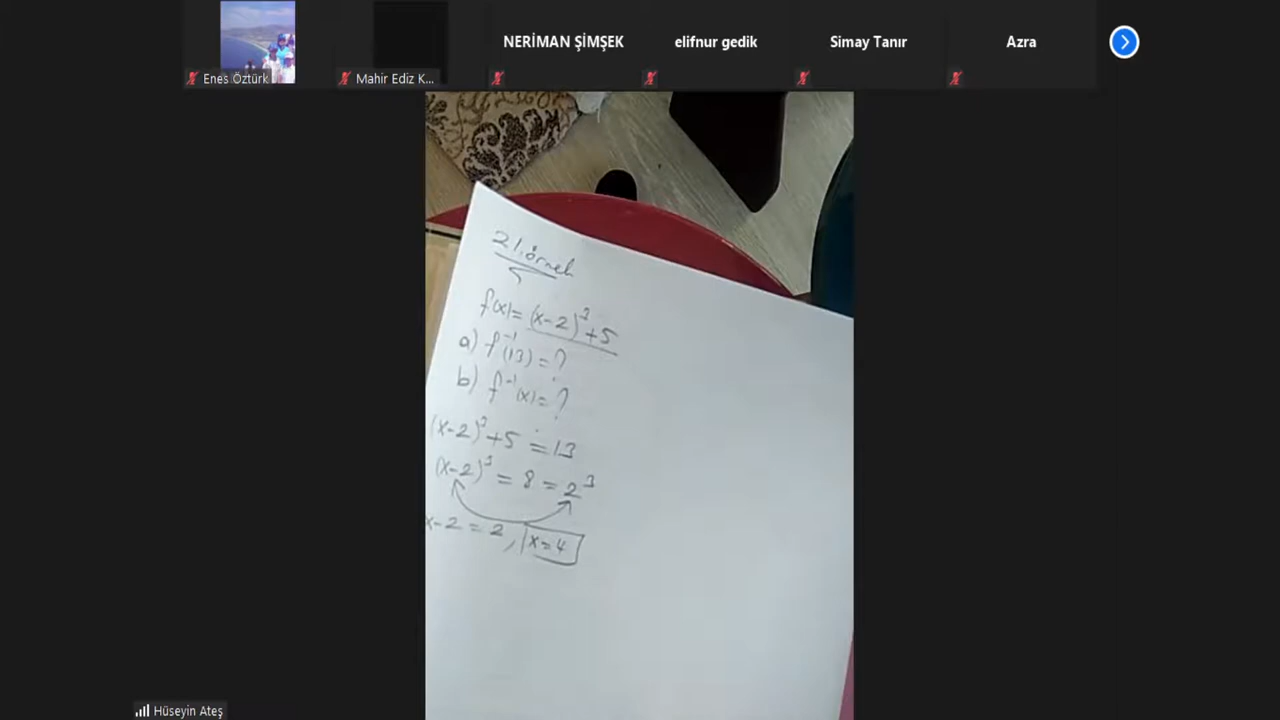 Enes Öztürk
Mahir Ediz K...
NERİMAN ŞİMŞEK
elifnur gedik
Simay Tanır
Azra
21.örnek
f(x)= (x-2)³+5
a) f⁻¹(13)=?
b) f⁻¹(x)=?
(x-2)³+5=13
(x-2)³=8=2³
x-2=2, x=4
Hüseyin Ateş